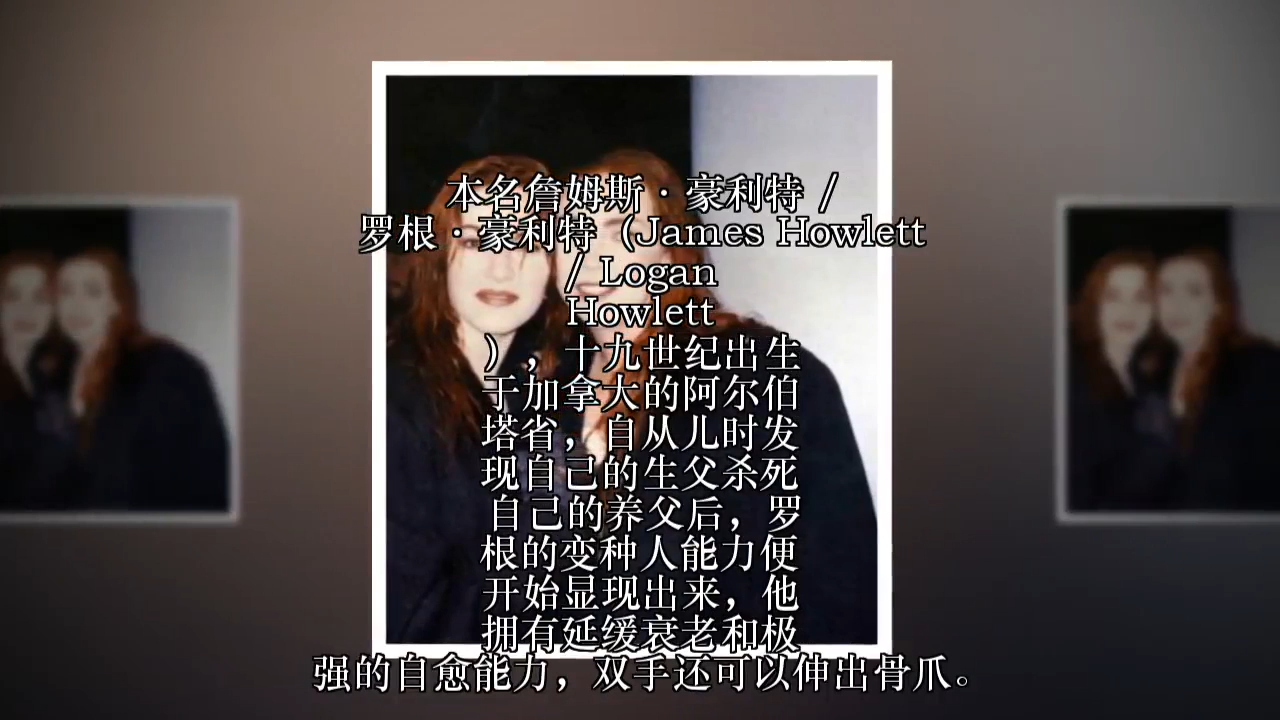 本名詹姆斯·豪利特 /
罗根·豪利特（James Howlett
/ Logan
Howlett
），十九世纪出生
于加拿大的阿尔伯
塔省，自从儿时发
现自己的生父杀死
自己的养父后，罗
根的变种人能力便
开始显现出来，他
拥有延缓衰老和极
强的自愈能力，双手还可以伸出骨爪。